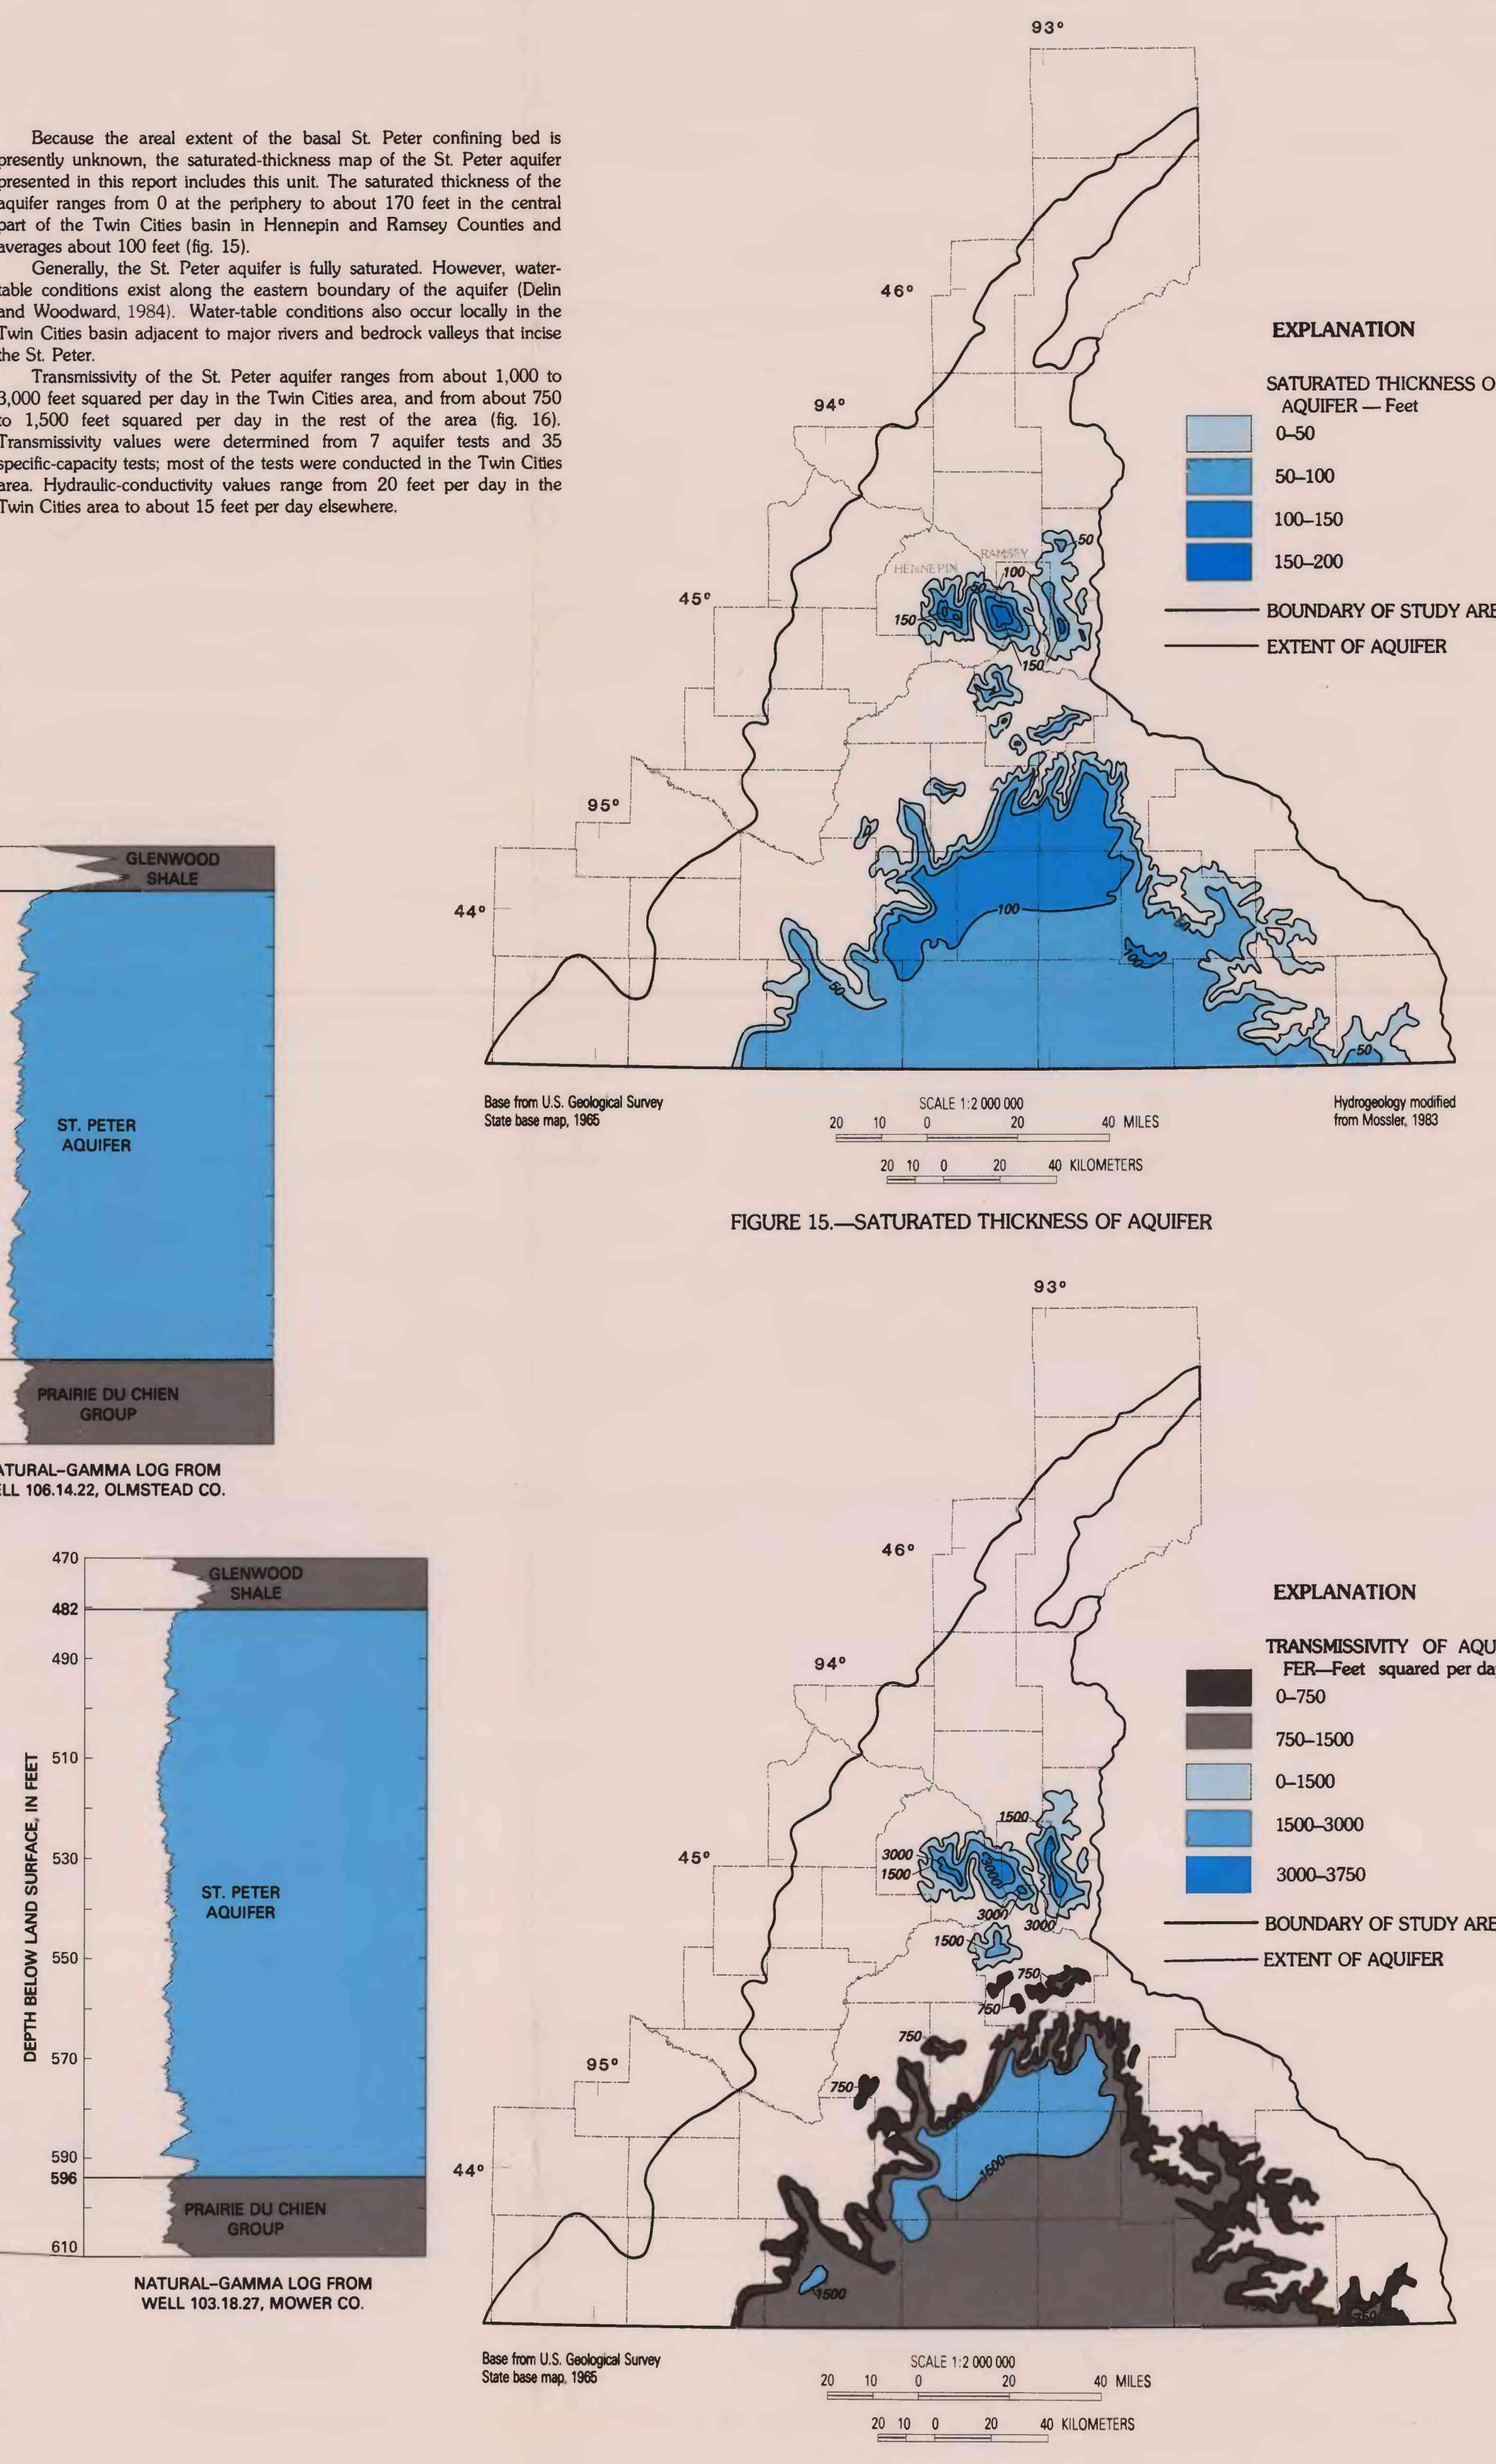 Because the areal extent of the basal St. Peter confining bed is
presently unknown, the saturated-thickness map of the St. Peter aquifer
presented in this report includes this unit. The saturated thickness of the
aquifer ranges from 0 at the periphery to about 170 feet in the central
part of the Twin Cities basin in Hennepin and Ramsey Counties and
averages about 100 feet (fig. 15).
Generally, the St. Peter aquifer is fully saturated. However, water-
table conditions exist along the eastern boundary of the aquifer (Delin
and Woodward, 1984). Water-table conditions also occur locally in the
Twin Cities basin adjacent to major rivers and bedrock valleys that incise
the St. Peter.
Transmissivity of the St. Peter aquifer ranges from about 1,000 to
3,000 feet squared per day in the Twin Cities area, and from about 750
to 1,500 feet squared per day in the rest of the area (fig. 16).
Transmissivity values were determined from 7 aquifer tests and 35
specific-capacity tests; most of the tests were conducted in the Twin Cities
area. Hydraulic-conductivity values range from 20 feet per day in the
Twin Cities area to about 15 feet per day elsewhere.
93°
46°
94°
45°
95°
44°
HENNEPIN
RAMSEY
50
100
50
150
150
100
50
100
50
50
EXPLANATION
SATURATED THICKNESS O
AQUIFER — Feet
0–50
50–100
100–150
150–200
BOUNDARY OF STUDY ARE
EXTENT OF AQUIFER
Base from U.S. Geological Survey
State base map, 1965
SCALE 1:2 000 000
20 10 0 20 40 MILES
20 10 0 20 40 KILOMETERS
Hydrogeology modified
from Mossler, 1983
FIGURE 15.—SATURATED THICKNESS OF AQUIFER
GLENWOOD
SHALE
ST. PETER
AQUIFER
PRAIRIE DU CHIEN
GROUP
ATURAL–GAMMA LOG FROM
ELL 106.14.22, OLMSTEAD CO.
DEPTH BELOW LAND SURFACE, IN FEET
470
482
490
510
530
550
570
590
596
610
GLENWOOD
SHALE
ST. PETER
AQUIFER
PRAIRIE DU CHIEN
GROUP
NATURAL–GAMMA LOG FROM
WELL 103.18.27, MOWER CO.
93°
46°
94°
45°
95°
44°
1500
3000
1500
3000
3000
3000
1500
750
750
750
750
1500
1500
750
EXPLANATION
TRANSMISSIVITY OF AQU
FER—Feet squared per da
0–750
750–1500
0–1500
1500–3000
3000–3750
BOUNDARY OF STUDY ARE
EXTENT OF AQUIFER
Base from U.S. Geological Survey
State base map, 1965
SCALE 1:2 000 000
20 10 0 20 40 MILES
20 10 0 20 40 KILOMETERS